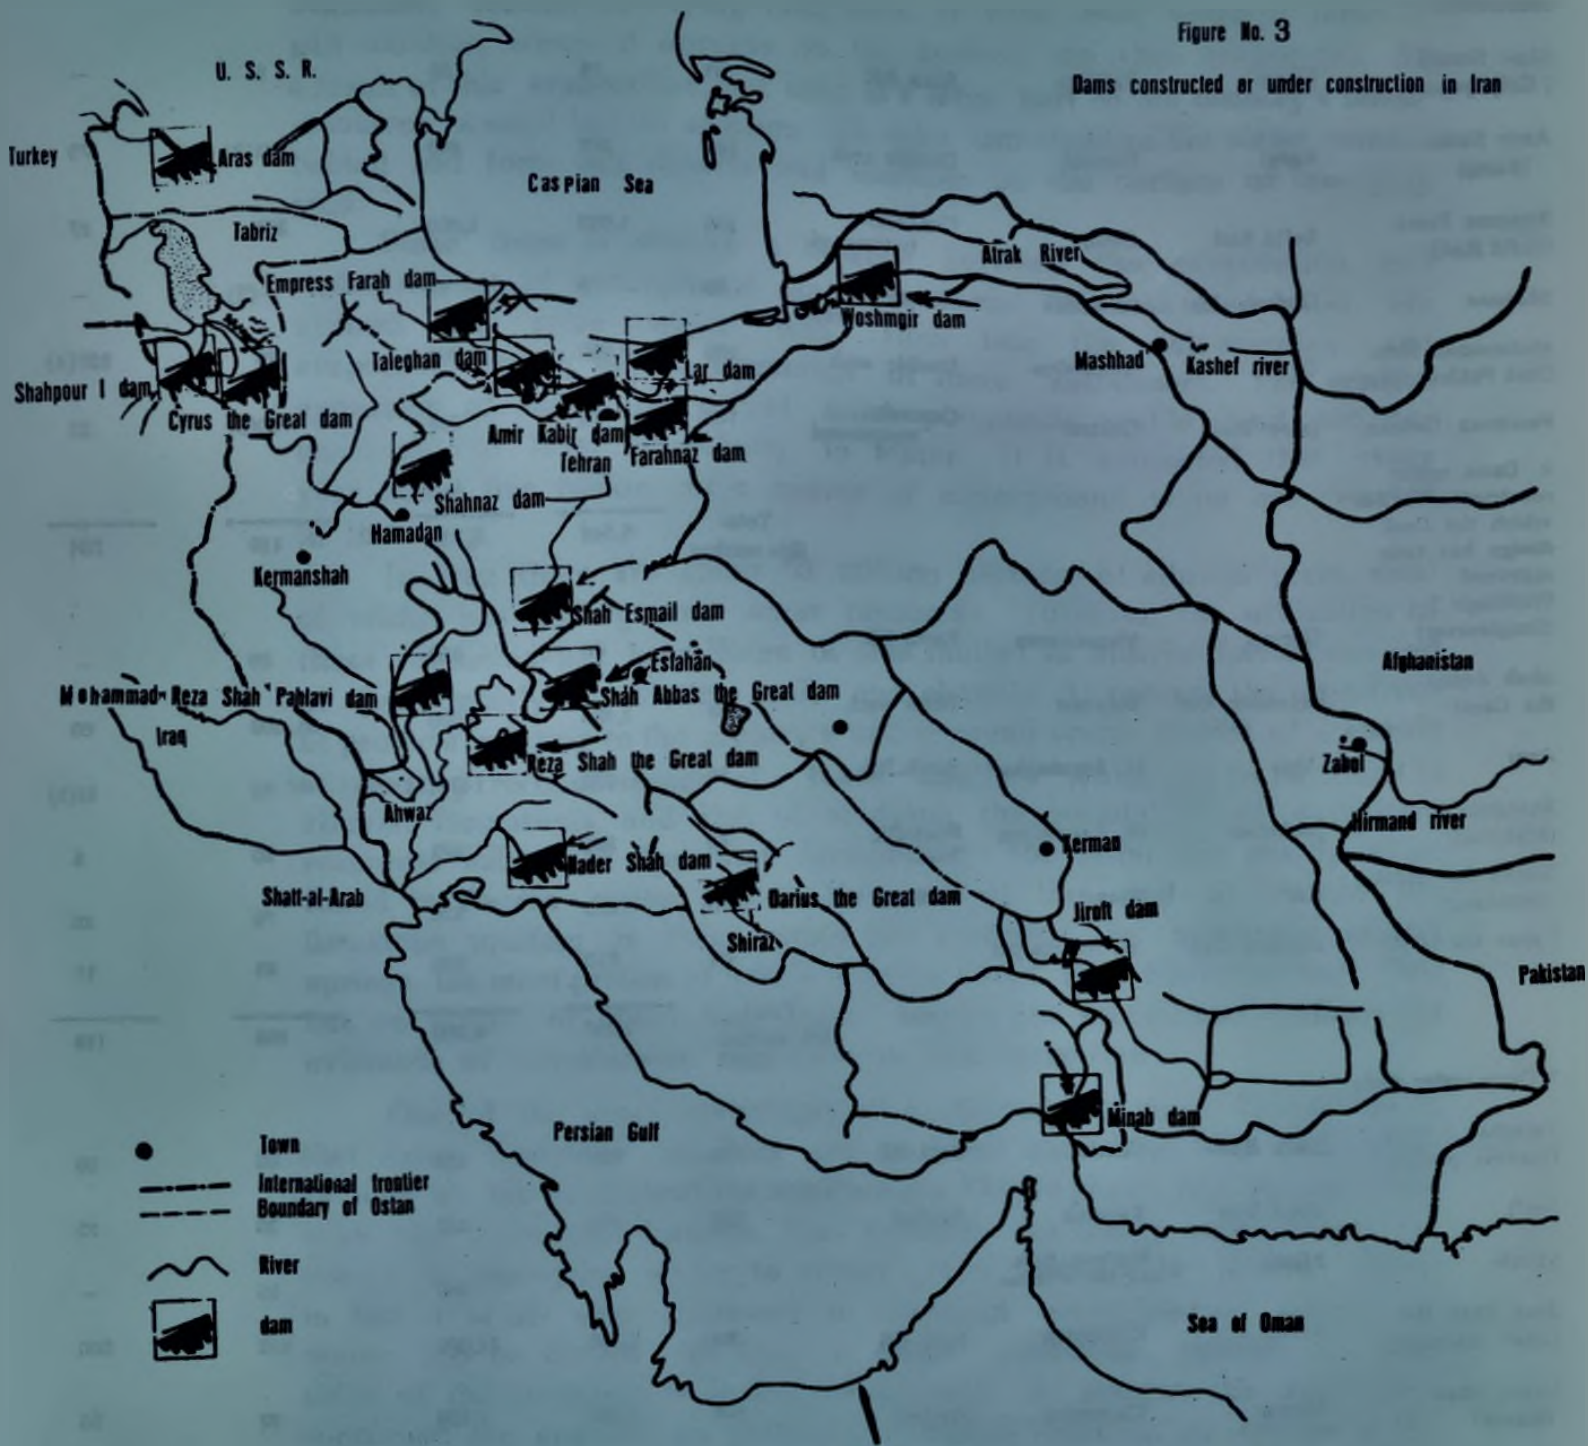 Figure No. 3
Dams constructed or under construction in Iran
U. S. S. R.
Turkey
Aras dam
Caspian Sea
Tabriz
Atrak River
Empress Farah dam
Woshmgir dam
Taleghan dam
Lar dam
Mashhad
Kashef river
Shahpour I dam
Cyrus the Great dam
Amir Kabir dam
Tehran
Farahnaz dam
Shahnaz dam
Hamadan
Kermanshah
Shah Esmail dam
Esfahan
Afghanistan
Mohammad-Reza Shah Pahlavi dam
Shah Abbas the Great dam
Iraq
Reza Shah the Great dam
Zabol
Ahwaz
Hirmand river
Kerman
Nader Shah dam
Shatt-al-Arab
Darius the Great dam
Jiroft dam
Shiraz
Pakistan
Minab dam
Persian Gulf
Town
International frontier
Boundary of Ostan
River
dam
Sea of Oman